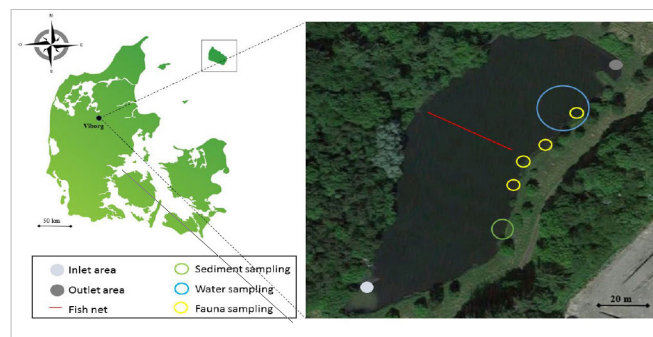 N
E
S
Viborg
50 km
Inlet area
Outlet area
Fish net
Sediment sampling
Water sampling
Fauna sampling
20 m